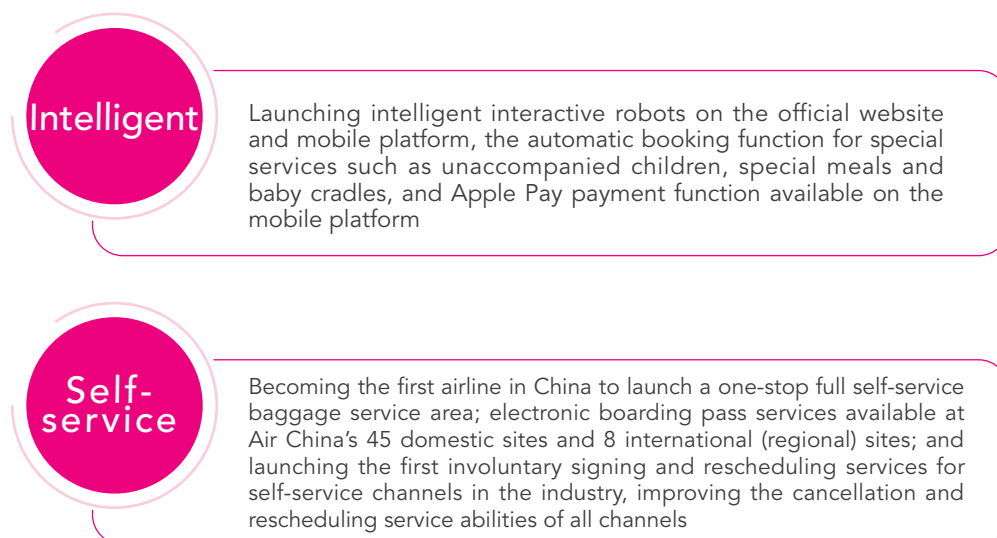 Intelligent
Launching intelligent interactive robots on the official website
and mobile platform, the automatic booking function for special
services such as unaccompanied children, special meals and
baby cradles, and Apple Pay payment function available on the
mobile platform
Self-
service
Becoming the first airline in China to launch a one-stop full self-service
baggage service area; electronic boarding pass services available at
Air China’s 45 domestic sites and 8 international (regional) sites; and
launching the first involuntary signing and rescheduling services for
self-service channels in the industry, improving the cancellation and
rescheduling service abilities of all channels